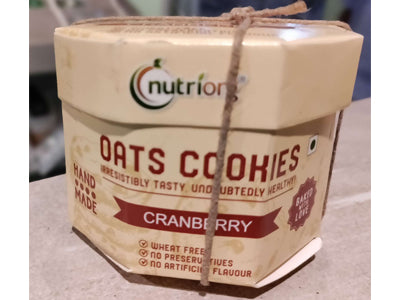 nutriorg
OATS COOKIES
IRRESISTIBLY TASTY, UNDOUBTEDLY HEALTHY!
HAND
MADE
CRANBERRY
BAKED
WITH
LOVE
WHEAT FREE
NO PRESERVATIVES
NO ARTIFICIAL FLAVOUR